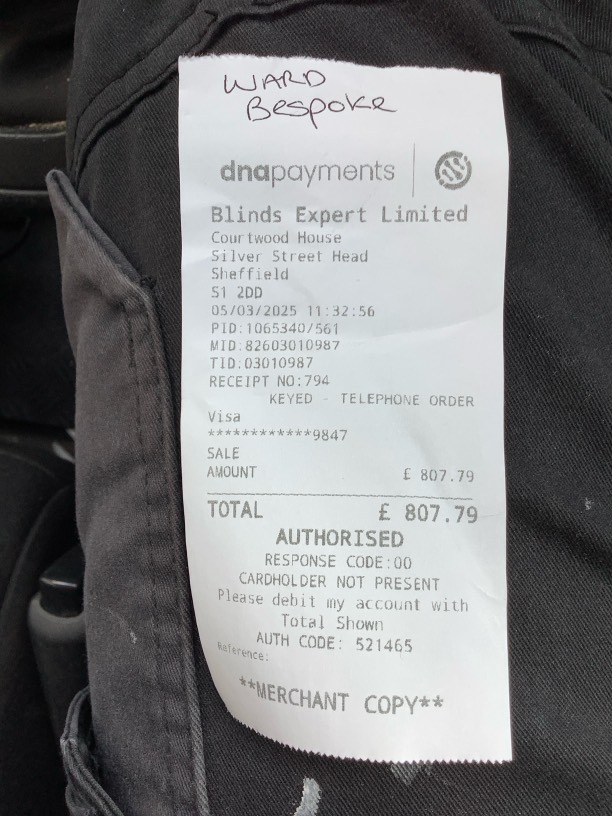 WARD
Bespoke
dnapayments
Blinds Expert Limited
Courtwood House
Silver Street Head
Sheffield
S1 2DD
05/03/2025 11:32:56
PID:1065340/561
MID:82603010987
TID:03010987
RECEIPT NO:794
KEYED - TELEPHONE ORDER
Visa
************9847
SALE
AMOUNT £ 807.79
TOTAL £ 807.79
AUTHORISED
RESPONSE CODE:00
CARDHOLDER NOT PRESENT
Please debit my account with
Total Shown
AUTH CODE: 521465
Reference:
**MERCHANT COPY**